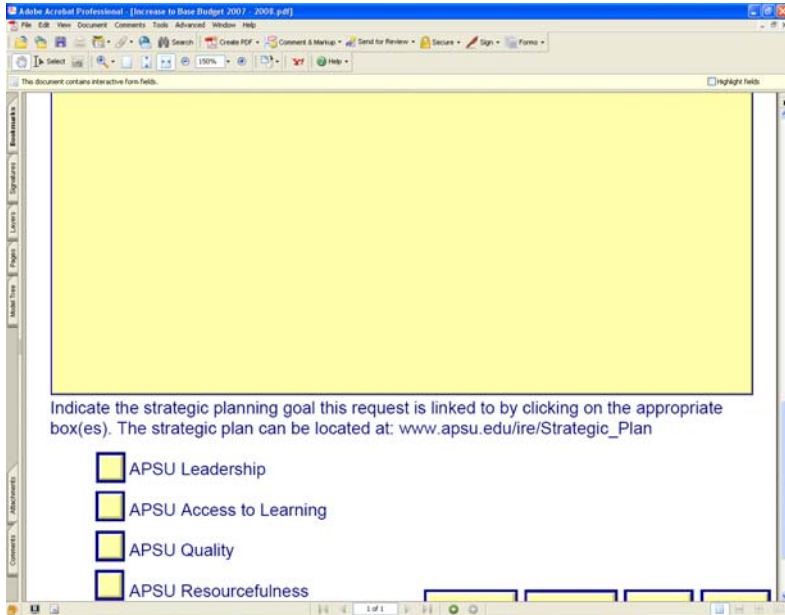 Adobe Acrobat Professional - [Increase to Base Budget 2007 - 2008.pdf]
File Edit View Document Comments Tools Advanced Window Help
Search Create PDF Comment & Markup Send for Review Secure Sign Forms
Select 150% Help
This document contains interactive form fields. Highlight fields
Bookmarks
Signatures
Layers
Pages
Model Tree
Attachments
Comments
Indicate the strategic planning goal this request is linked to by clicking on the appropriate
box(es). The strategic plan can be located at: www.apsu.edu/ire/Strategic_Plan
APSU Leadership
APSU Access to Learning
APSU Quality
APSU Resourcefulness
1 of 1